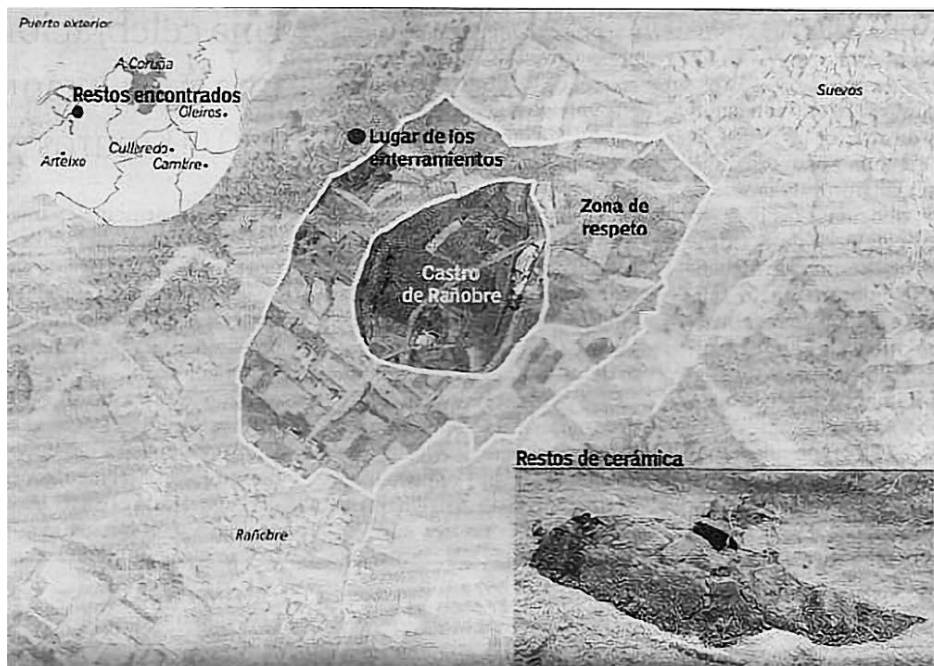 Puerto exterior
A Coruña
Restos encontrados
Oleiros
Arteixo
Culleredo
Cambre
Suevos
Lugar de los
enterramientos
Zona de
respeto
Castro
de Rañobre
Restos de cerámica
Rañobre